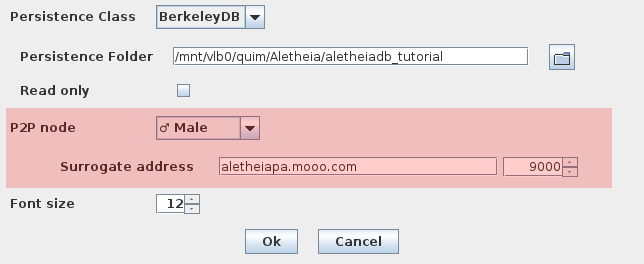 Persistence Class BerkeleyDB
Persistence Folder /mnt/vlb0/quim/Aletheia/aletheiadb_tutorial
Read only
P2P node ♂ Male
Surrogate address aletheiapa.mooo.com 9000
Font size 12
Ok Cancel